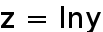 z = lny